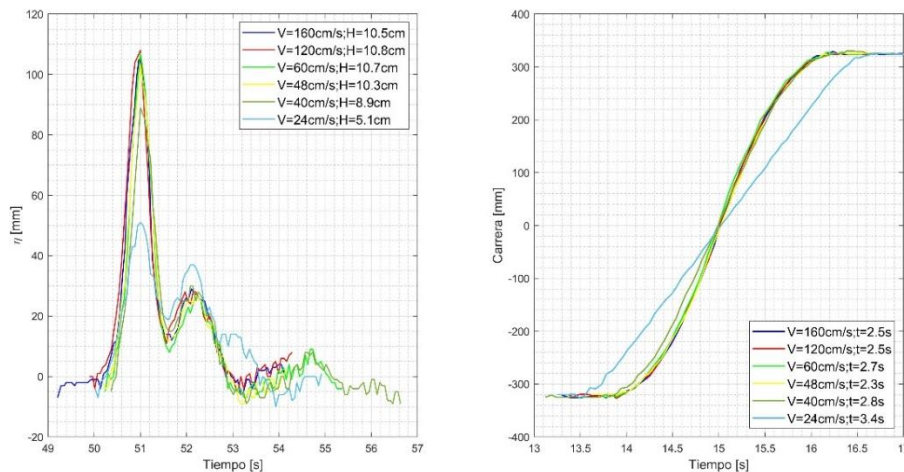 120
100
80
60
40
20
0
-20
η [mm]
49 50 51 52 53 54 55 56 57
Tiempo [s]
V=160cm/s;H=10.5cm
V=120cm/s;H=10.8cm
V=60cm/s;H=10.7cm
V=48cm/s;H=10.3cm
V=40cm/s;H=8.9cm
V=24cm/s;H=5.1cm
400
300
200
100
0
-100
-200
-300
-400
Carrera [mm]
13 13.5 14 14.5 15 15.5 16 16.5 17
Tiempo [s]
V=160cm/s;t=2.5s
V=120cm/s;t=2.5s
V=60cm/s;t=2.7s
V=48cm/s;t=2.3s
V=40cm/s;t=2.8s
V=24cm/s;t=3.4s